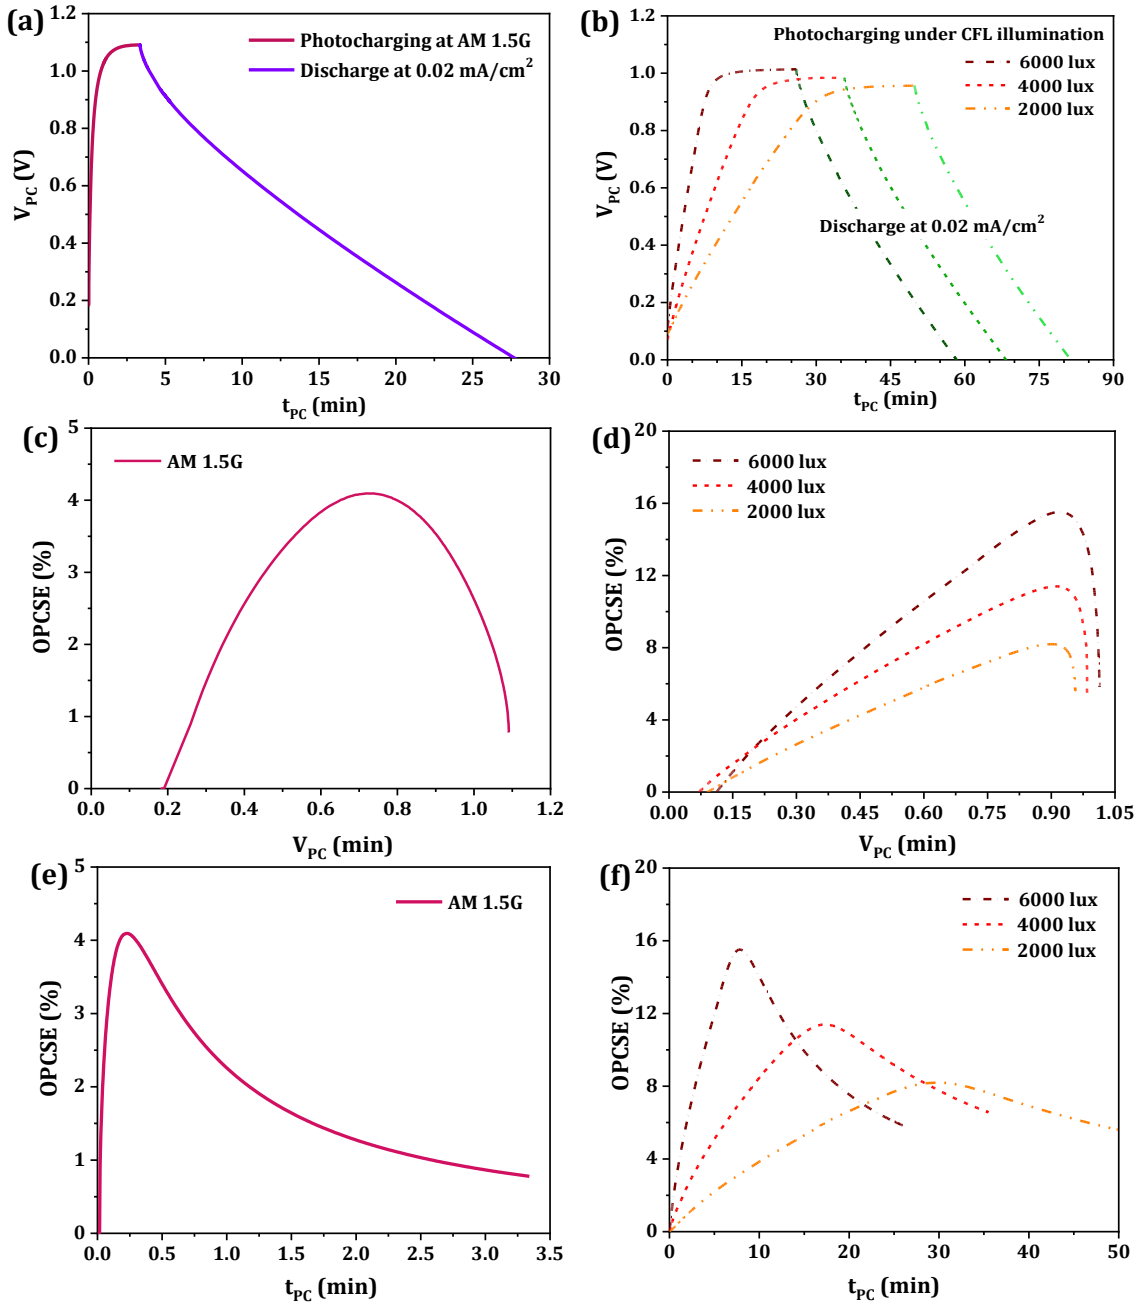 (a)
1.2
1.0
0.8
0.6
0.4
0.2
0.0
V_PC (V)
Photocharging at AM 1.5G
Discharge at 0.02 mA/cm²
0 5 10 15 20 25 30
t_PC (min)
(b)
1.2
1.0
0.8
0.6
0.4
0.2
0.0
V_PC (V)
Photocharging under CFL illumination
6000 lux
4000 lux
2000 lux
Discharge at 0.02 mA/cm²
0 15 30 45 60 75 90
t_PC (min)
(c)
5
4
3
2
1
0
OPCSE (%)
AM 1.5G
0.0 0.2 0.4 0.6 0.8 1.0 1.2
V_PC (min)
(d)
20
16
12
8
4
0
OPCSE (%)
6000 lux
4000 lux
2000 lux
0.00 0.15 0.30 0.45 0.60 0.75 0.90 1.05
V_PC (min)
(e)
5
4
3
2
1
0
OPCSE (%)
AM 1.5G
0.0 0.5 1.0 1.5 2.0 2.5 3.0 3.5
t_PC (min)
(f)
20
16
12
8
4
0
OPCSE (%)
6000 lux
4000 lux
2000 lux
0 10 20 30 40 50
t_PC (min)